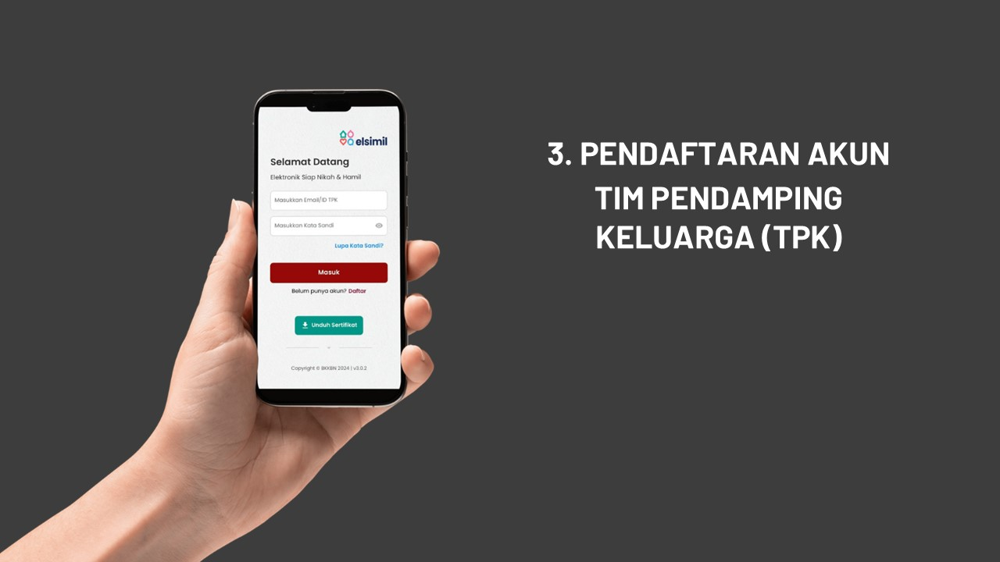 elsimil
Selamat Datang
Elektronik Siap Nikah & Hamil
Masukkan Email/ID TPK
Masukkan Kata Sandi
Lupa Kata Sandi?
Masuk
Belum punya akun? Daftar
Unduh Sertifikat
Copyright © BKKBN 2024 | v3.0.2
3. PENDAFTARAN AKUN
TIM PENDAMPING
KELUARGA (TPK)